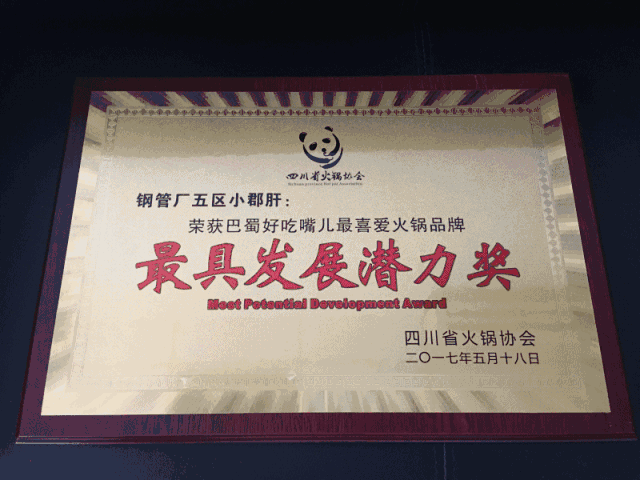 四川省火锅协会
钢管厂五区小郡肝：
荣获巴蜀好吃嘴儿最喜爱火锅品牌
最具发展潜力奖
Most Potential Development Award
四川省火锅协会
二〇一七年五月十八日